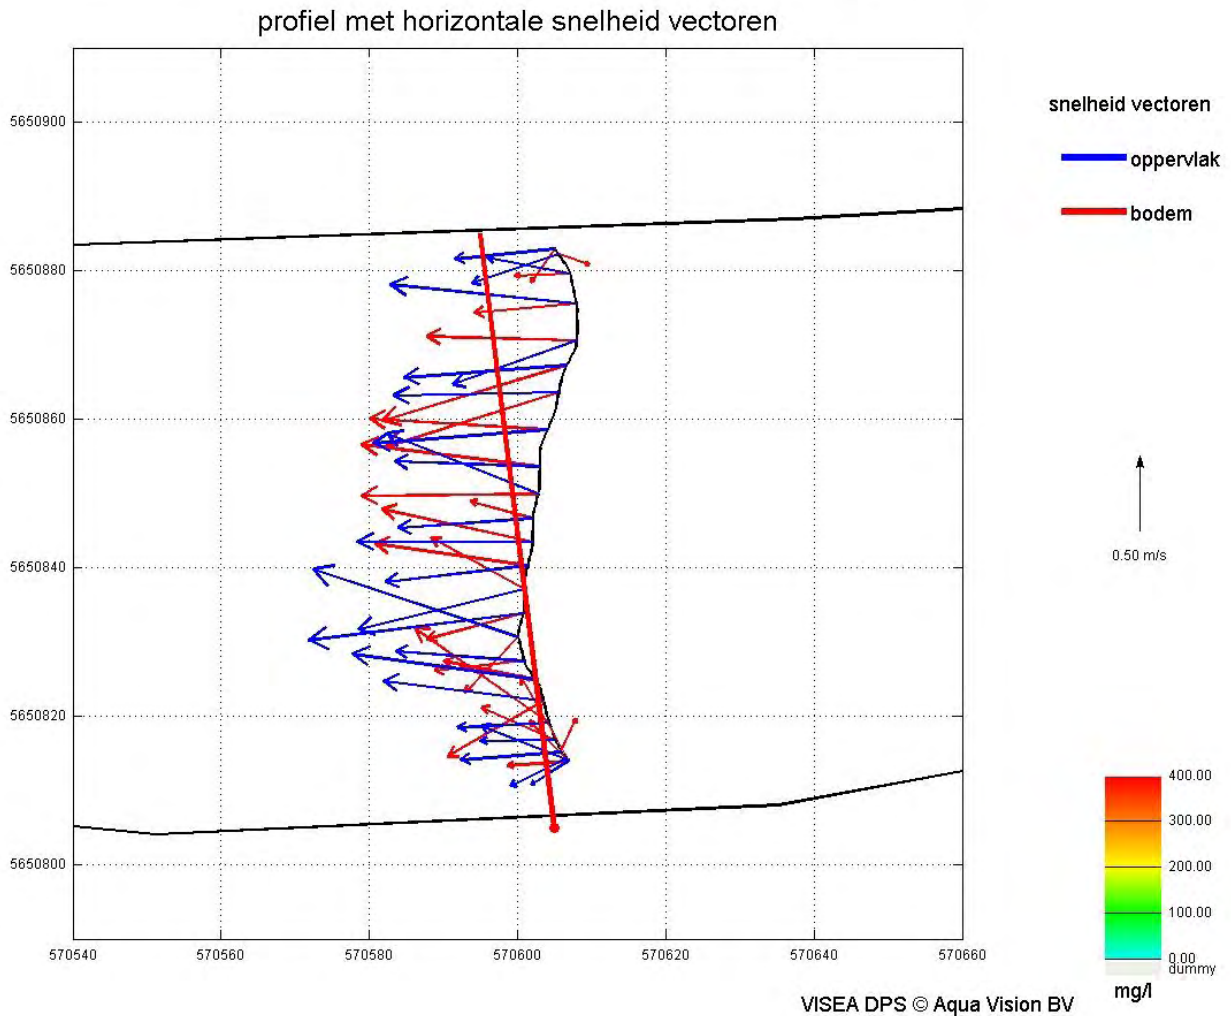 profiel met horizontale snelheid vectoren
snelheid vectoren
oppervlak
bodem
5650900
5650880
5650860
5650840
5650820
5650800
0.50 m/s
400.00
300.00
200.00
100.00
0.00
dummy
mg/l
570540
570560
570580
570600
570620
570640
570660
VISEA DPS © Aqua Vision BV